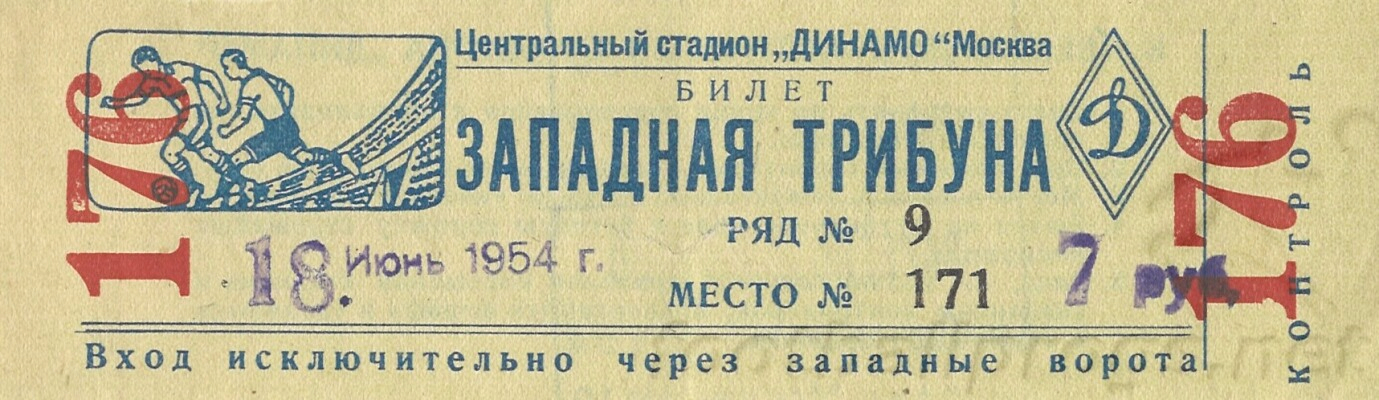 176
Центральный стадион „ДИНАМО“ Москва
БИЛЕТ
ЗАПАДНАЯ ТРИБУНА
Д
РЯД № 9
18. Июнь 1954 г.
МЕСТО № 171
7 руб.
Вход исключительно через западные ворота
176
КОНТРОЛЬ